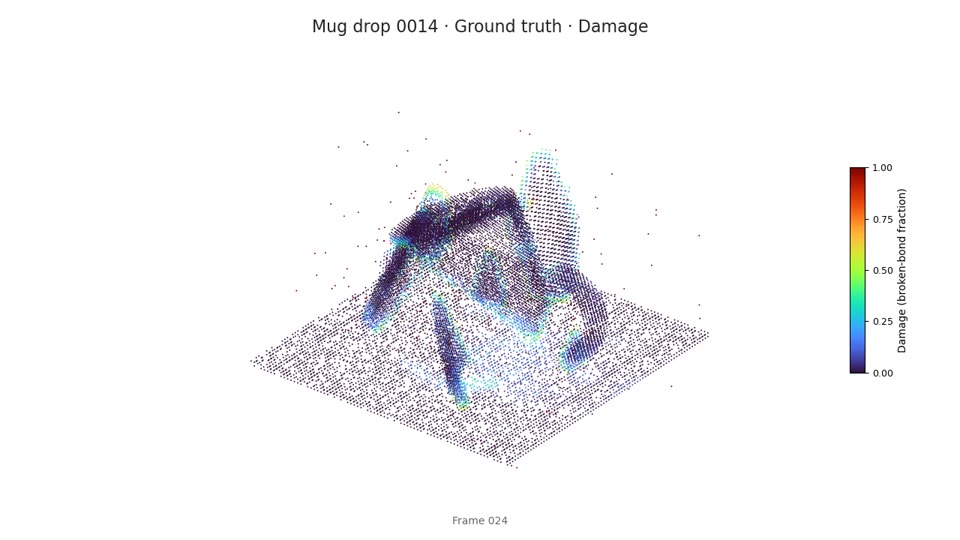 Mug drop 0014 · Ground truth · Damage
1.00
0.75
0.50
0.25
0.00
Damage (broken-bond fraction)
Frame 024